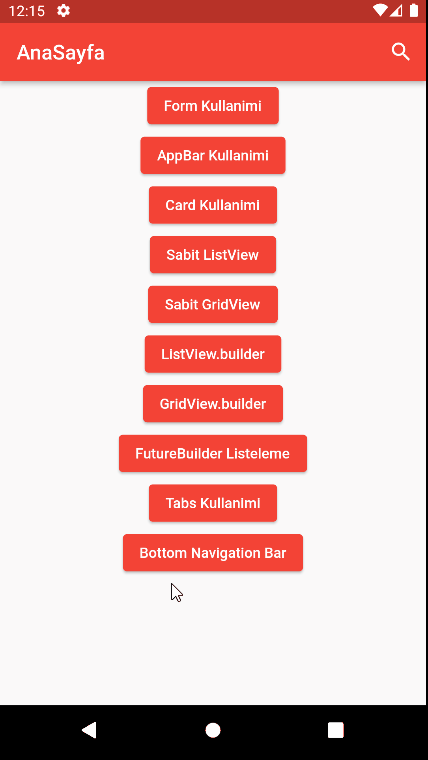 12:15
AnaSayfa
Form Kullanimi
AppBar Kullanimi
Card Kullanimi
Sabit ListView
Sabit GridView
ListView.builder
GridView.builder
FutureBuilder Listeleme
Tabs Kullanimi
Bottom Navigation Bar